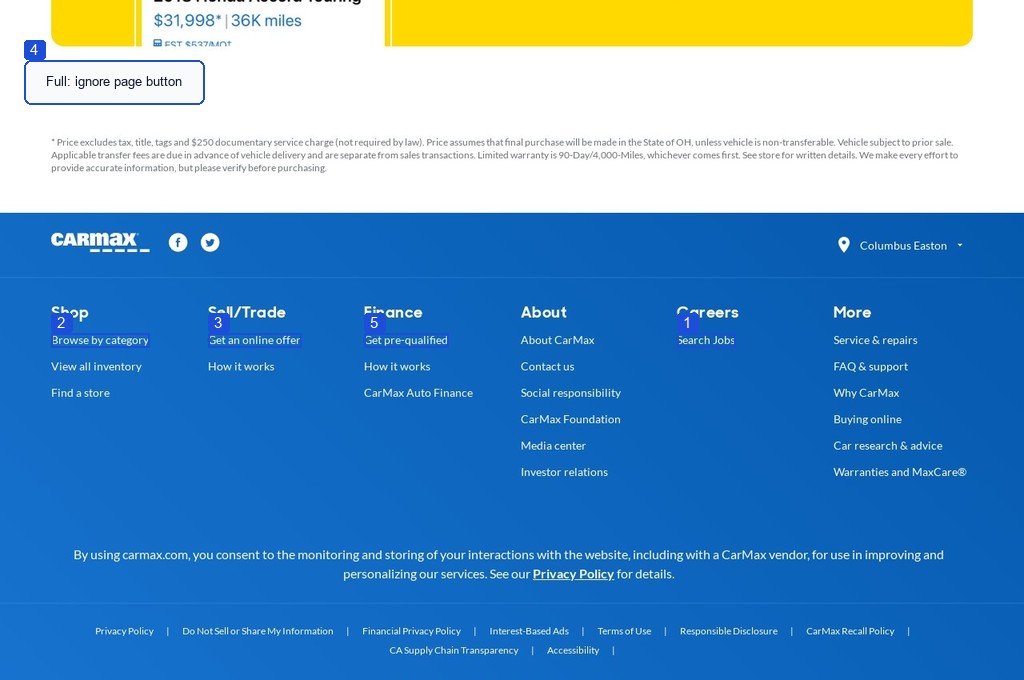 $31,998* | 36K miles
EST $537/MO†
4
Full: ignore page button
* Price excludes tax, title, tags and $250 documentary service charge (not required by law). Price assumes that final purchase will be made in the State of OH, unless vehicle is non-transferable. Vehicle subject to prior sale.
Applicable transfer fees are due in advance of vehicle delivery and are separate from sales transactions. Limited warranty is 90-Day/4,000-Miles, whichever comes first. See store for written details. We make every effort to
provide accurate information, but please verify before purchasing.
CARMAX
Columbus Easton
Shop
2
Browse by category
View all inventory
Find a store
Sell/Trade
3
Get an online offer
How it works
Finance
5
Get pre-qualified
How it works
CarMax Auto Finance
About
About CarMax
Contact us
Social responsibility
CarMax Foundation
Media center
Investor relations
Careers
1
Search Jobs
More
Service & repairs
FAQ & support
Why CarMax
Buying online
Car research & advice
Warranties and MaxCare®
By using carmax.com, you consent to the monitoring and storing of your interactions with the website, including with a CarMax vendor, for use in improving and
personalizing our services. See our Privacy Policy for details.
Privacy Policy | Do Not Sell or Share My Information | Financial Privacy Policy | Interest-Based Ads | Terms of Use | Responsible Disclosure | CarMax Recall Policy |
CA Supply Chain Transparency | Accessibility |